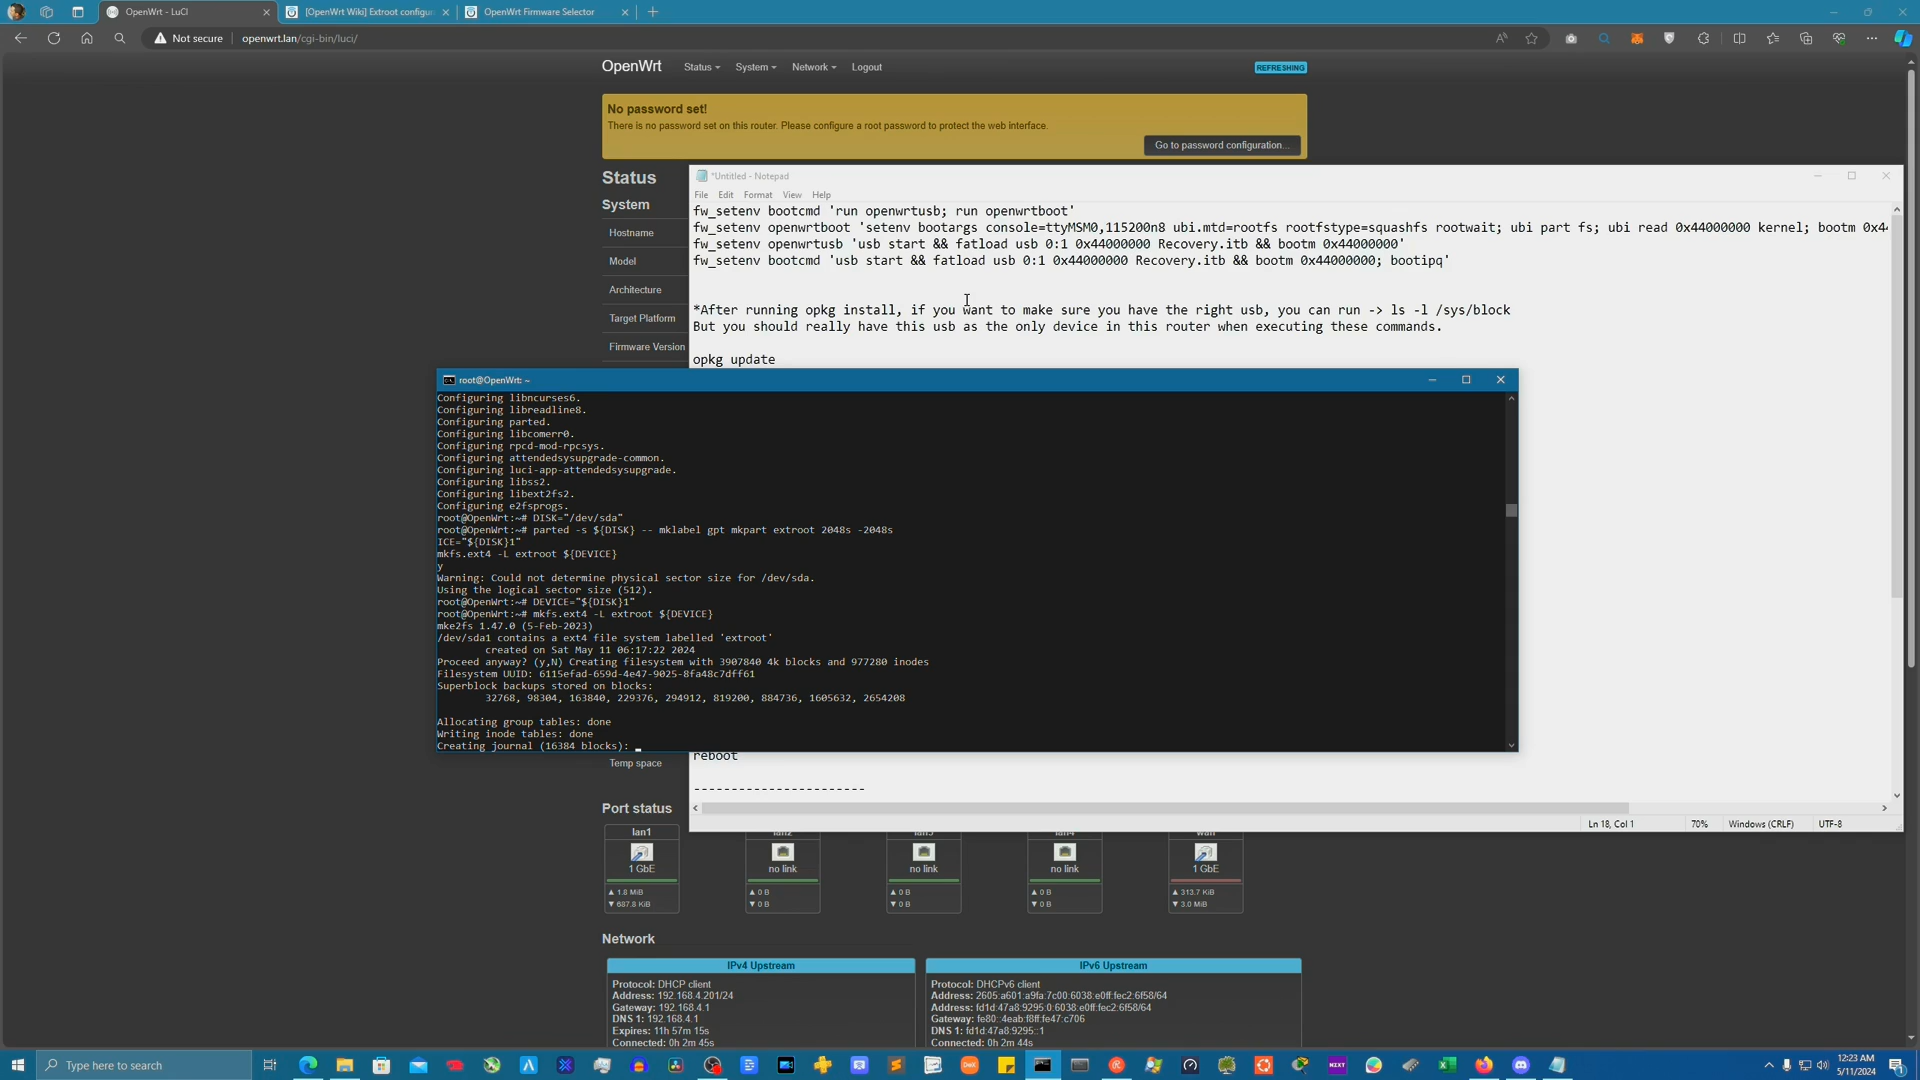 OpenWrt - LuCI
[OpenWrt Wiki] Extroot configur
OpenWrt Firmware Selector
Not secure
openwrt.lan/cgi-bin/luci/
OpenWrt
Status
System
Network
Logout
REFRESHING
No password set!
There is no password set on this router. Please configure a root password to protect the web interface.
Go to password configuration...
Status
System
Hostname
Model
Architecture
Target Platform
Firmware Version
*Untitled - Notepad
File Edit Format View Help
fw_setenv bootcmd 'run openwrtusb; run openwrtboot'
fw_setenv openwrtboot 'setenv bootargs console=ttyMSM0,115200n8 ubi.mtd=rootfs rootfstype=squashfs rootwait; ubi part fs; ubi read 0x44000000 kernel; bootm 0x4
fw_setenv openwrtusb 'usb start && fatload usb 0:1 0x44000000 Recovery.itb && bootm 0x44000000'
fw_setenv bootcmd 'usb start && fatload usb 0:1 0x44000000 Recovery.itb && bootm 0x44000000; bootipq'
*After running opkg install, if you want to make sure you have the right usb, you can run -> ls -l /sys/block
But you should really have this usb as the only device in this router when executing these commands.
opkg update
root@OpenWrt: ~
Configuring libncurses6.
Configuring libreadline8.
Configuring parted.
Configuring libcomerr0.
Configuring rpcd-mod-rpcsys.
Configuring attendedsysupgrade-common.
Configuring luci-app-attendedsysupgrade.
Configuring libss2.
Configuring libext2fs2.
Configuring e2fsprogs.
root@OpenWrt:~# DISK="/dev/sda"
root@OpenWrt:~# parted -s ${DISK} -- mklabel gpt mkpart extroot 2048s -2048s
ICE="${DISK}1"
mkfs.ext4 -L extroot ${DEVICE}
y
Warning: Could not determine physical sector size for /dev/sda.
Using the logical sector size (512).
root@OpenWrt:~# DEVICE="${DISK}1"
root@OpenWrt:~# mkfs.ext4 -L extroot ${DEVICE}
mke2fs 1.47.0 (5-Feb-2023)
/dev/sda1 contains a ext4 file system labelled 'extroot'
created on Sat May 11 06:17:22 2024
Proceed anyway? (y,N) Creating filesystem with 3907840 4k blocks and 977280 inodes
Filesystem UUID: 6115efad-659d-4e47-9025-8fa48c7dff61
Superblock backups stored on blocks:
32768, 98304, 163840, 229376, 294912, 819200, 884736, 1605632, 2654208
Allocating group tables: done
Writing inode tables: done
Creating journal (16384 blocks):
reboot
Temp space
-----------------------
Ln 18, Col 1
70%
Windows (CRLF)
UTF-8
Port status
lan1
1 GbE
▲ 1.8 MiB
▼ 687.8 KiB
lan2
no link
▲ 0 B
▼ 0 B
lan3
no link
▲ 0 B
▼ 0 B
lan4
no link
▲ 0 B
▼ 0 B
wan
1 GbE
▲ 313.7 KiB
▼ 3.0 MiB
Network
IPv4 Upstream
Protocol: DHCP client
Address: 192.168.4.201/24
Gateway: 192.168.4.1
DNS 1: 192.168.4.1
Expires: 11h 57m 15s
Connected: 0h 2m 45s
IPv6 Upstream
Protocol: DHCPv6 client
Address: 2605:a601:a9fa:7c00:6038:e0ff:fec2:6f58/64
Address: fd1d:47a8:9295:0:6038:e0ff:fec2:6f58/64
Gateway: fe80::4eab:f8ff:fe47:c706
DNS 1: fd1d:47a8:9295::1
Connected: 0h 2m 44s
Type here to search
NZXT
12:23 AM
5/11/2024